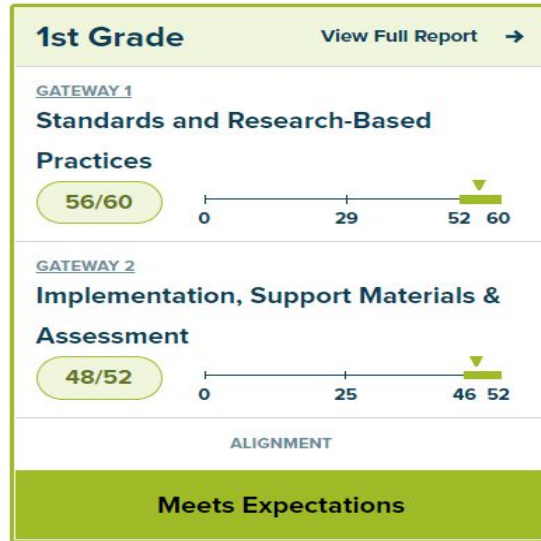 1st Grade View Full Report →
GATEWAY 1
Standards and Research-Based
Practices
56/60
0 29 52 60
GATEWAY 2
Implementation, Support Materials &
Assessment
48/52
0 25 46 52
ALIGNMENT
Meets Expectations